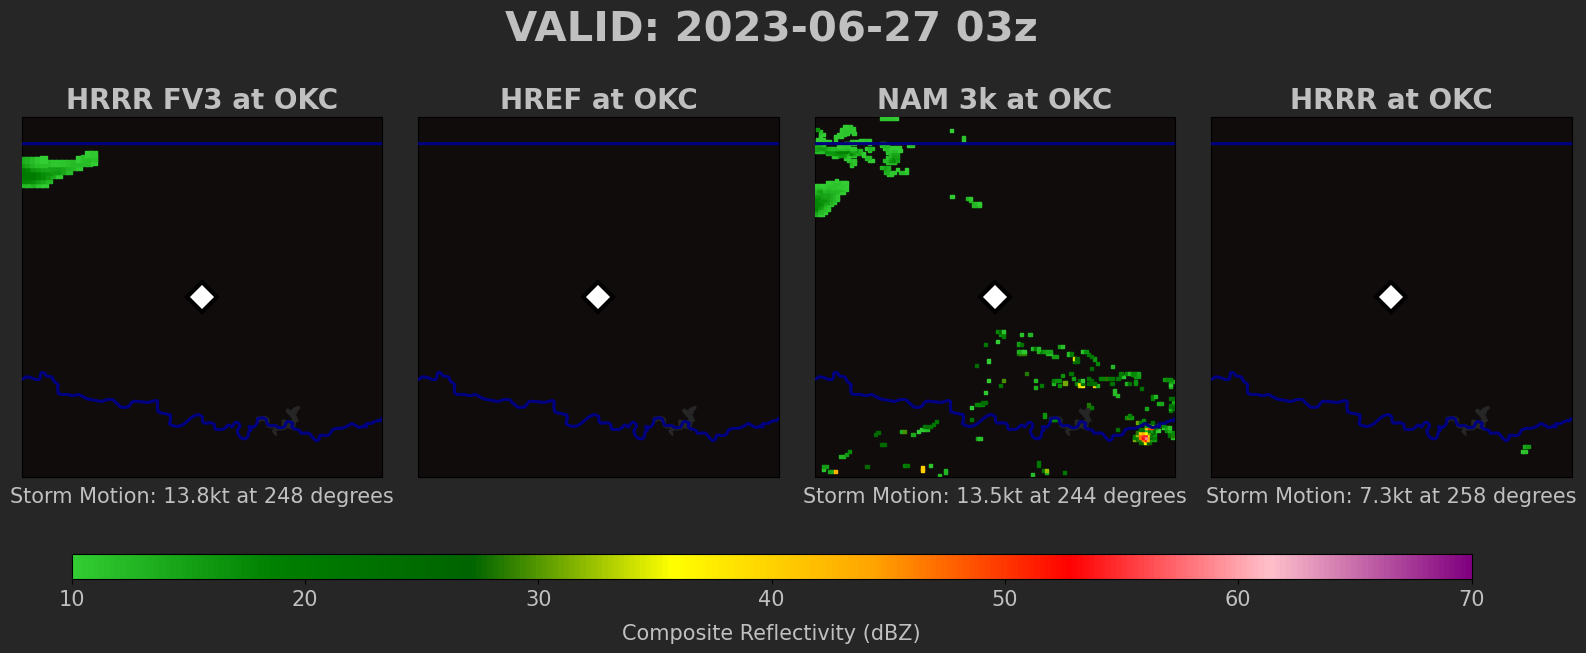 VALID: 2023-06-27 03z
HRRR FV3 at OKC
HREF at OKC
NAM 3k at OKC
HRRR at OKC
Storm Motion: 13.8kt at 248 degrees
Storm Motion: 13.5kt at 244 degrees
Storm Motion: 7.3kt at 258 degrees
10 20 30 40 50 60 70
Composite Reflectivity (dBZ)